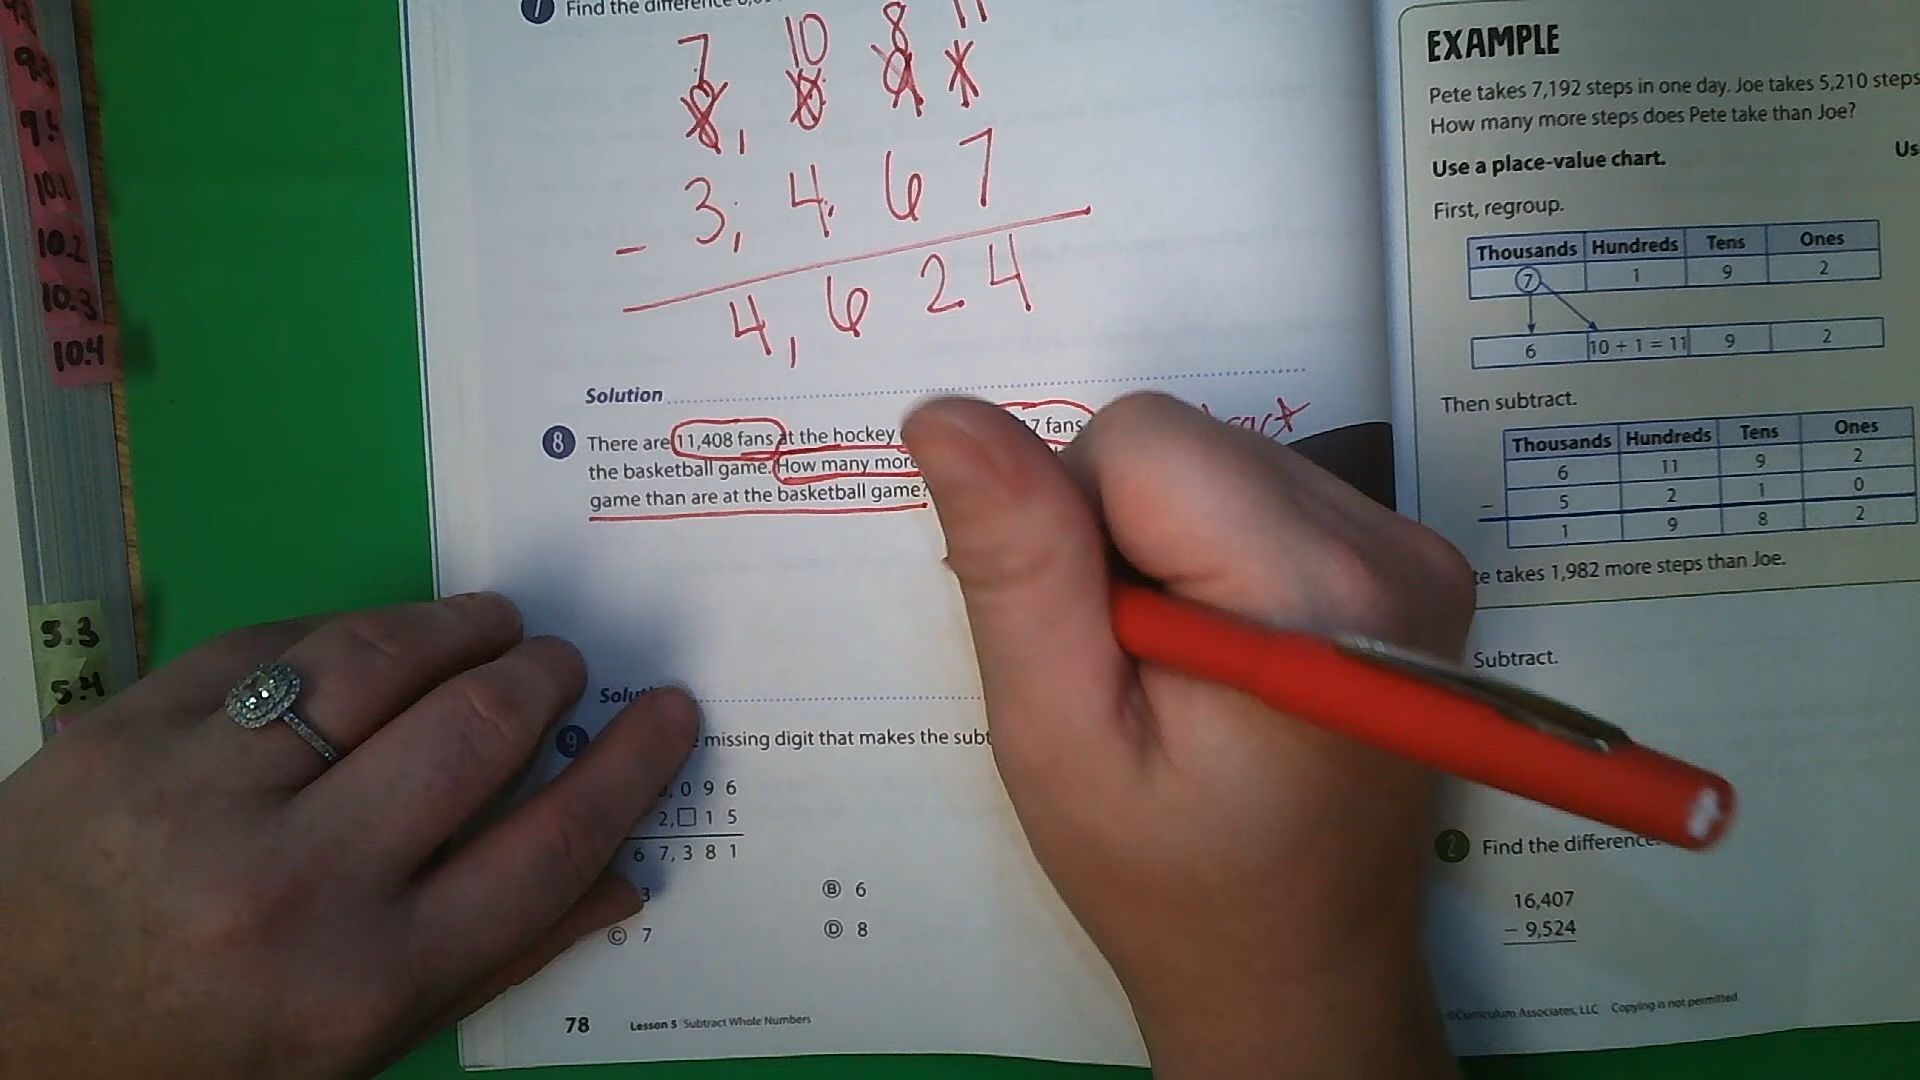 9.4
10.1
10.2
10.3
10.4
5.3
5.4
7 Find the difference
7 10 8 11
8, 0 9 1
3, 4 6 7
-
4, 6 2 4
Solution
8 There are 11,408 fans at the hockey 7 fans
the basketball game. How many more
game than are at the basketball game?
9 missing digit that makes the
, 0 9 6
2,□ 1 5
6 7, 3 8 1
3
Ⓑ 6
Ⓒ 7
Ⓓ 8
78 Lesson 5 Subtract Whole Numbers
EXAMPLE
Pete takes 7,192 steps in one day. Joe takes 5,210 steps
How many more steps does Pete take than Joe?
Use a place-value chart.
Us
First, regroup.
Thousands Hundreds Tens Ones
7 1 9 2
6 10 + 1 = 11 9 2
Then subtract.
Thousands Hundreds Tens Ones
6 11 9 2
- 5 2 1 0
1 9 8 2
takes 1,982 more steps than Joe.
Subtract.
2 Find the difference.
16,407
− 9,524
©Curriculum Associates, LLC Copying is not permitted.